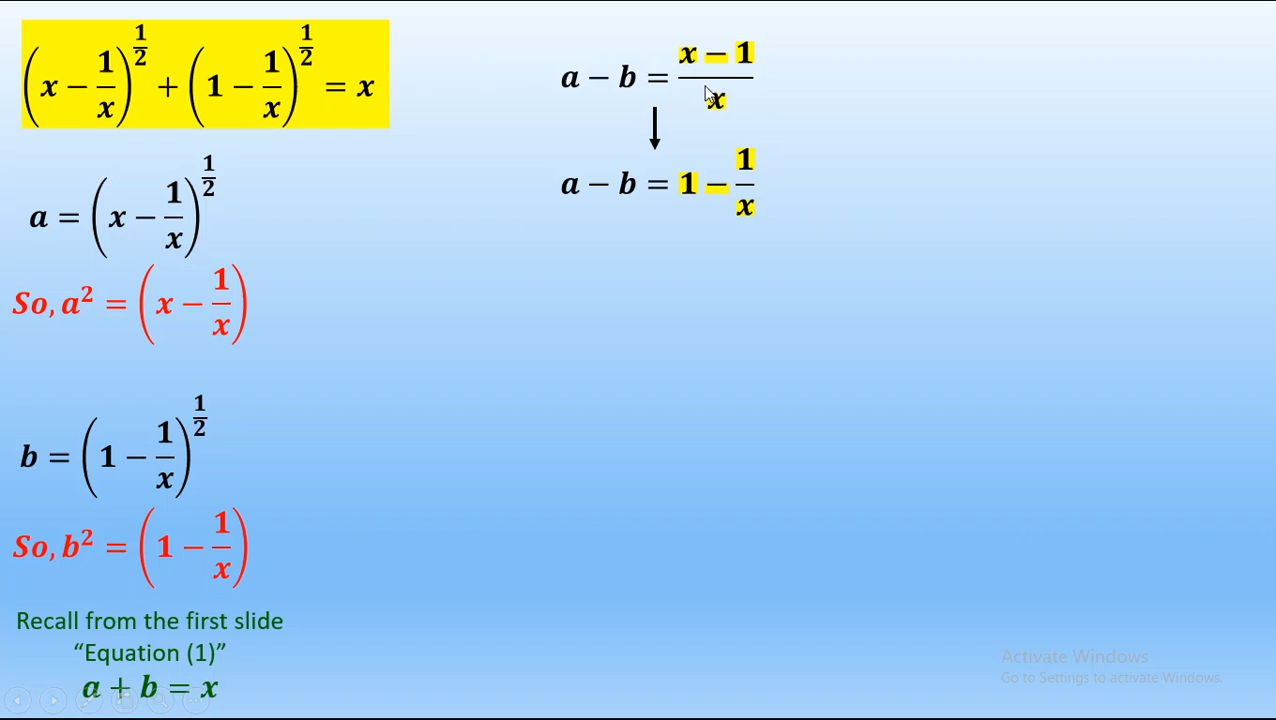 (x − 1/x)^(1/2) + (1 − 1/x)^(1/2) = x
a = (x − 1/x)^(1/2)
So, a² = (x − 1/x)
b = (1 − 1/x)^(1/2)
So, b² = (1 − 1/x)
Recall from the first slide
“Equation (1)”
a + b = x
a − b = (x − 1)/x
a − b = 1 − 1/x
Activate Windows
Go to Settings to activate Windows.